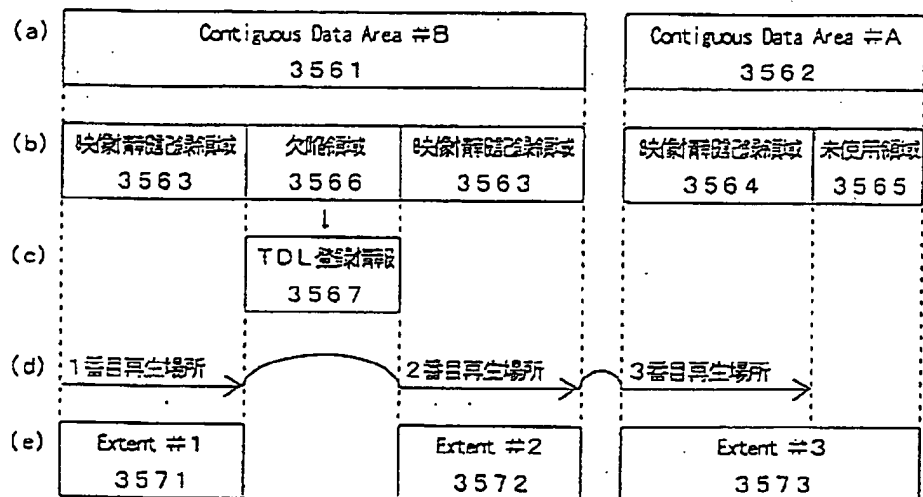 (a) Contiguous Data Area #B Contiguous Data Area #A
3561 3562
(b) 映像情報記録領域 欠陥領域 映像情報記録領域 映像情報記録領域 未使用領域
3563 3566 3563 3564 3565
(c) TDL登録情報
3567
(d) 1番目再生場所 2番目再生場所 3番目再生場所
(e) Extent #1 Extent #2 Extent #3
3571 3572 3573